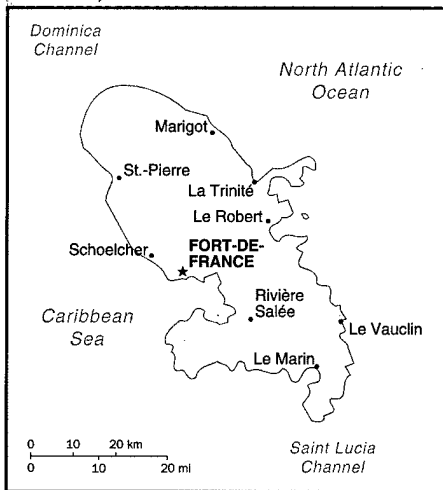 Dominica
Channel
North Atlantic
Ocean
Marigot
St.-Pierre
La Trinité
Le Robert
FORT-DE-
FRANCE
Schoelcher
Caribbean
Sea
Rivière
Salée
Le Vauclin
Le Marin
0 10 20 km
0 10 20 mi
Saint Lucia
Channel